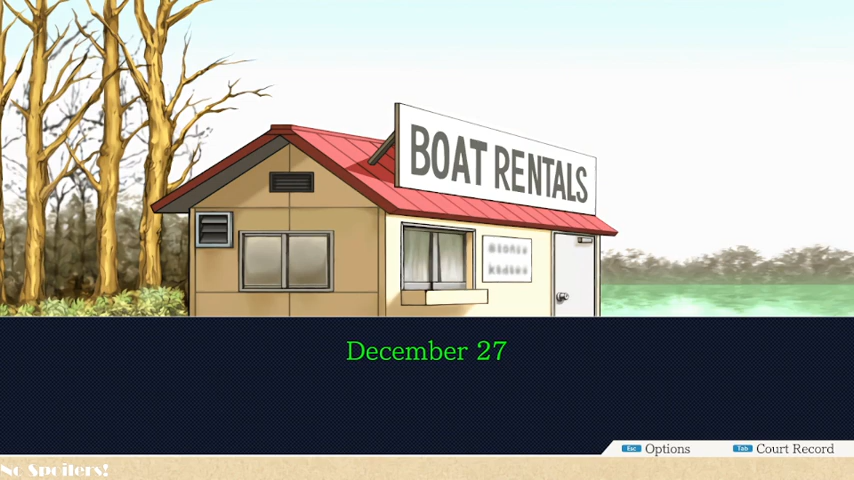 BOAT RENTALS
December 27
Esc Options Tab Court Record
No Spoilers!